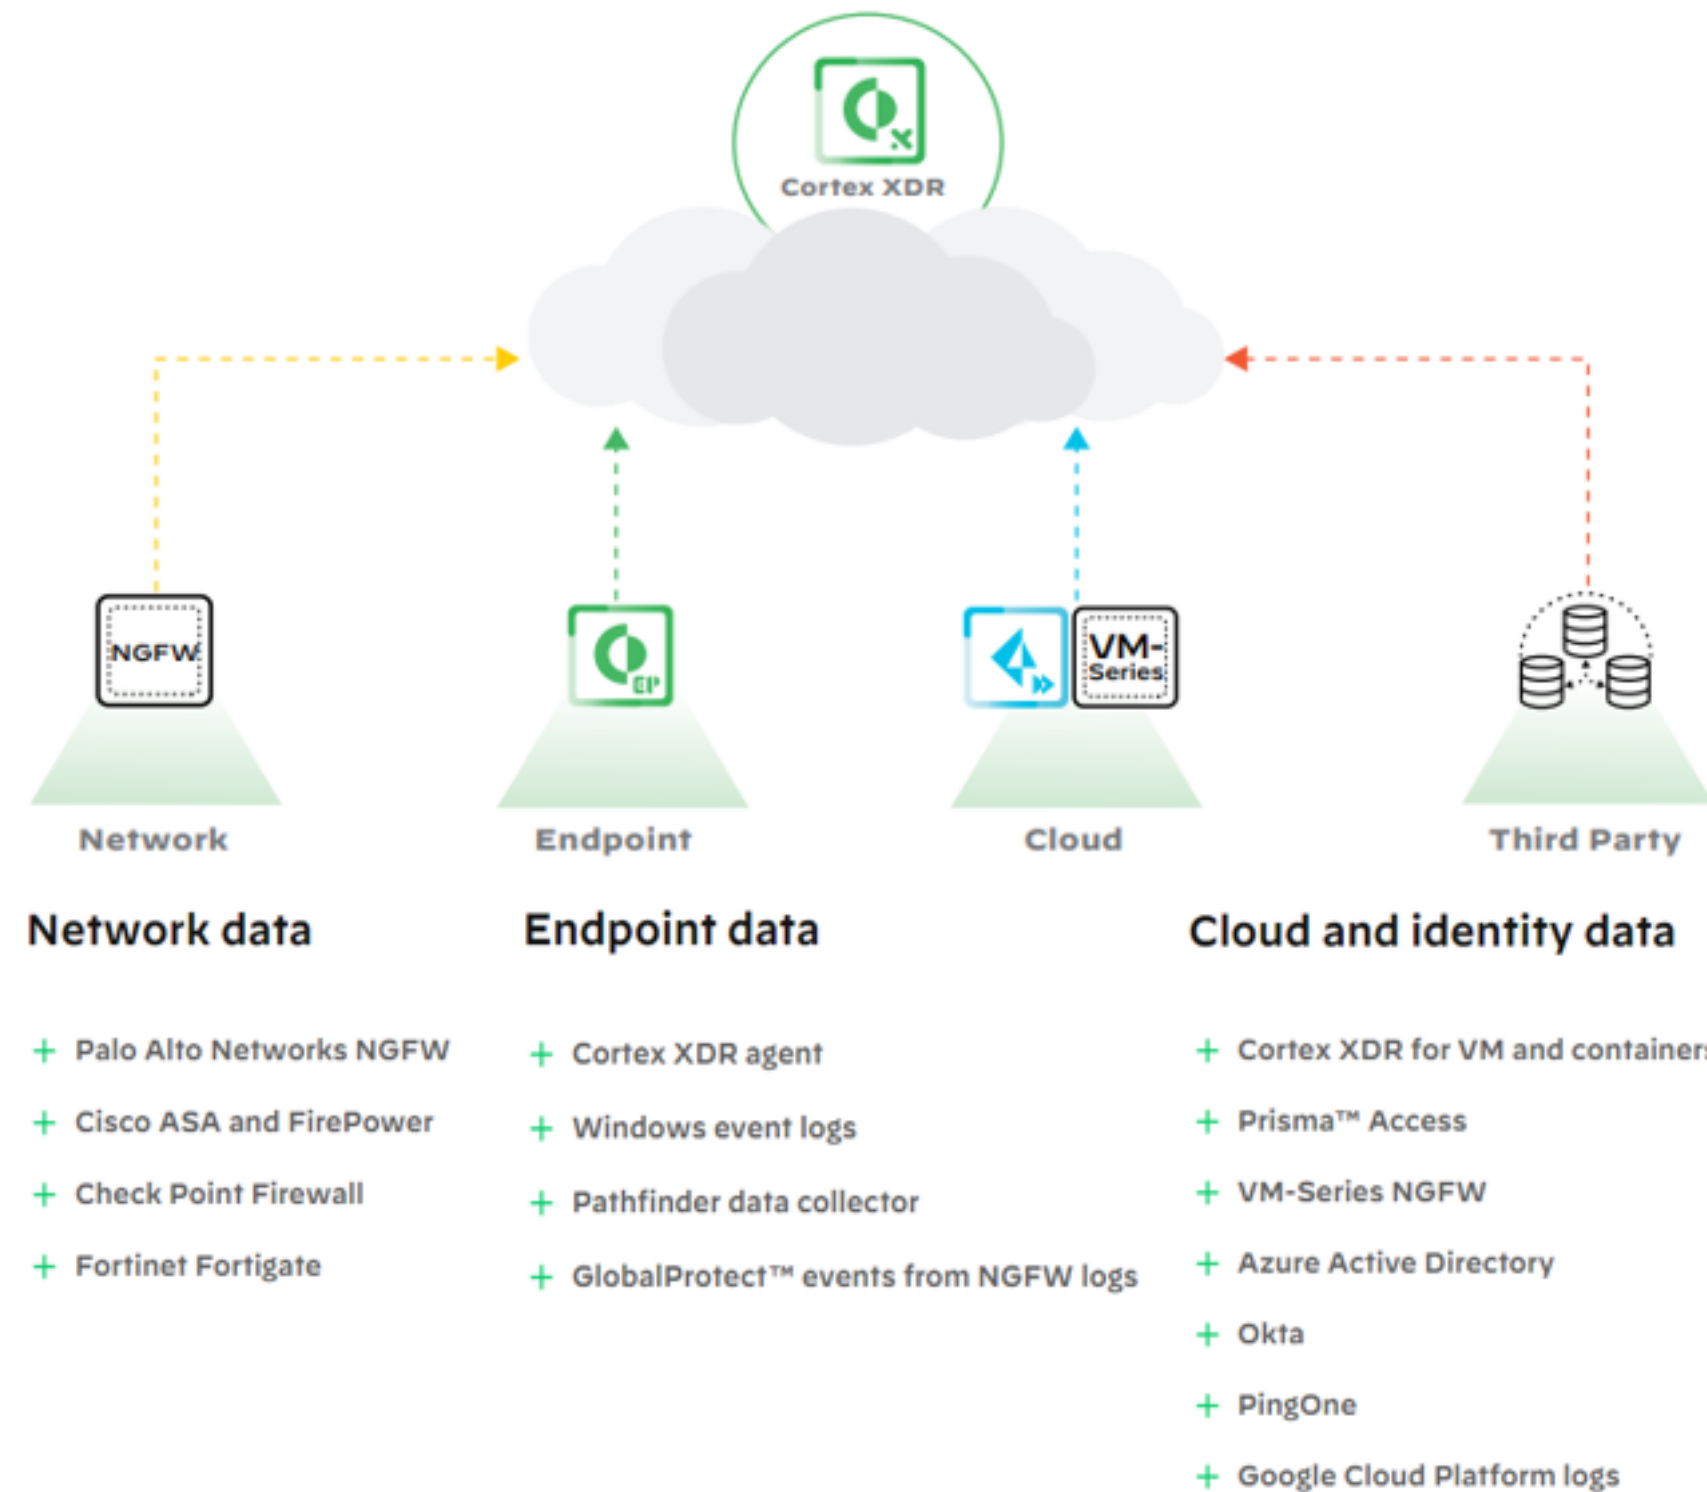 Cortex XDR
NGFW
VM-
Series
Network
Endpoint
Cloud
Third Party
Network data
+ Palo Alto Networks NGFW
+ Cisco ASA and FirePower
+ Check Point Firewall
+ Fortinet Fortigate
Endpoint data
+ Cortex XDR agent
+ Windows event logs
+ Pathfinder data collector
+ GlobalProtect™ events from NGFW logs
Cloud and identity data
+ Cortex XDR for VM and containers
+ Prisma™ Access
+ VM-Series NGFW
+ Azure Active Directory
+ Okta
+ PingOne
+ Google Cloud Platform logs